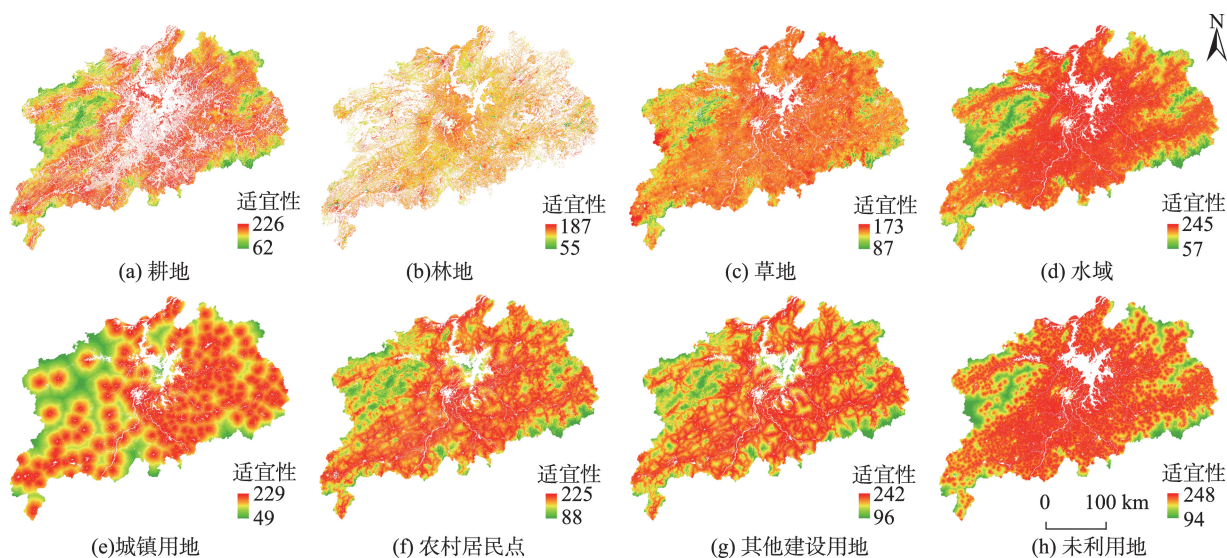 N
适宜性
226
62
(a) 耕地
适宜性
187
55
(b)林地
适宜性
173
87
(c) 草地
适宜性
245
57
(d) 水域
适宜性
229
49
(e)城镇用地
适宜性
225
88
(f) 农村居民点
适宜性
242
96
(g) 其他建设用地
适宜性
248
94
0 100 km
(h) 未利用地